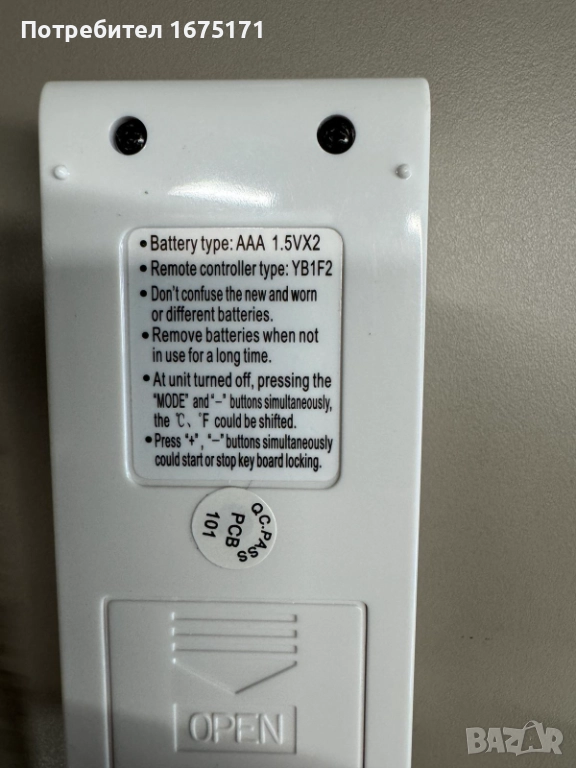 Потребител 1675171
•Battery type: AAA 1.5VX2
•Remote controller type: YB1F2
•Don't confuse the new and worn
or different batteries.
•Remove batteries when not
in use for a long time.
•At unit turned off, pressing the
"MODE" and "−" buttons simultaneously,
the ℃, ℉ could be shifted.
•Press "+", "−" buttons simultaneously
could start or stop key board locking.
QC.PASS
PCB
101
OPEN
BAZAR